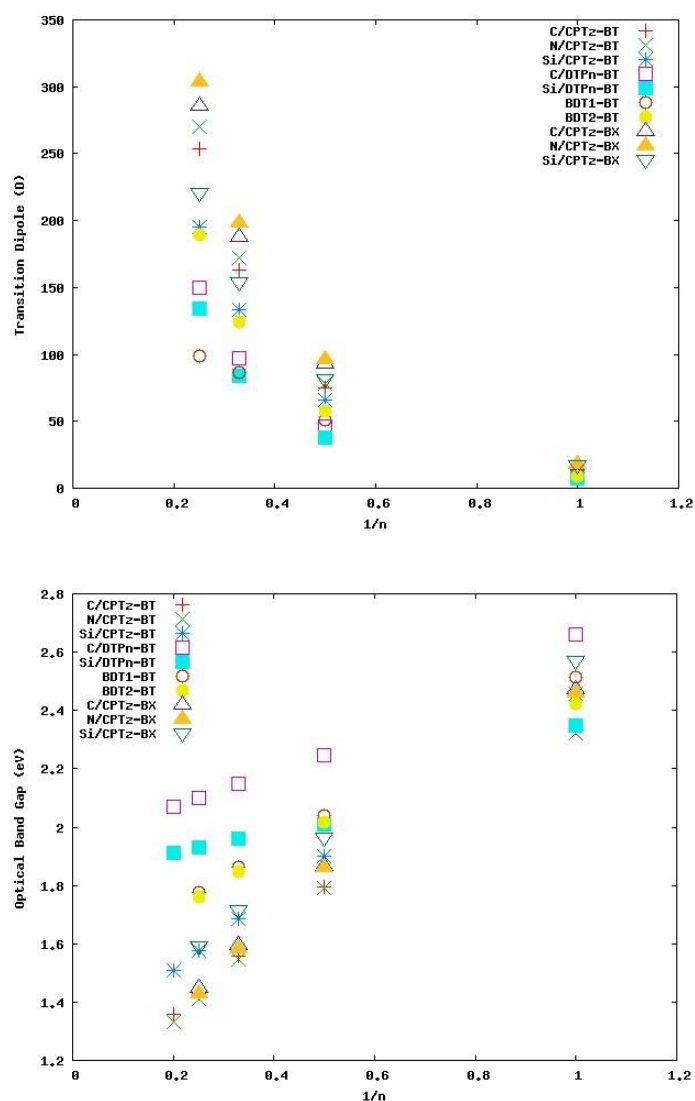 350
300
250
200
150
100
50
0
Transition Dipole (D)
C/CPTz-BT
N/CPTz-BT
Si/CPTz-BT
C/DTPn-BT
Si/DTPn-BT
BDT1-BT
BDT2-BT
C/CPTz-BX
N/CPTz-BX
Si/CPTz-BX
0 0.2 0.4 0.6 0.8 1 1.2
1/n
2.8
2.6
2.4
2.2
2
1.8
1.6
1.4
1.2
Optical Band Gap (eV)
C/CPTz-BT
N/CPTz-BT
Si/CPTz-BT
C/DTPn-BT
Si/DTPn-BT
BDT1-BT
BDT2-BT
C/CPTz-BX
N/CPTz-BX
Si/CPTz-BX
0 0.2 0.4 0.6 0.8 1 1.2
1/n